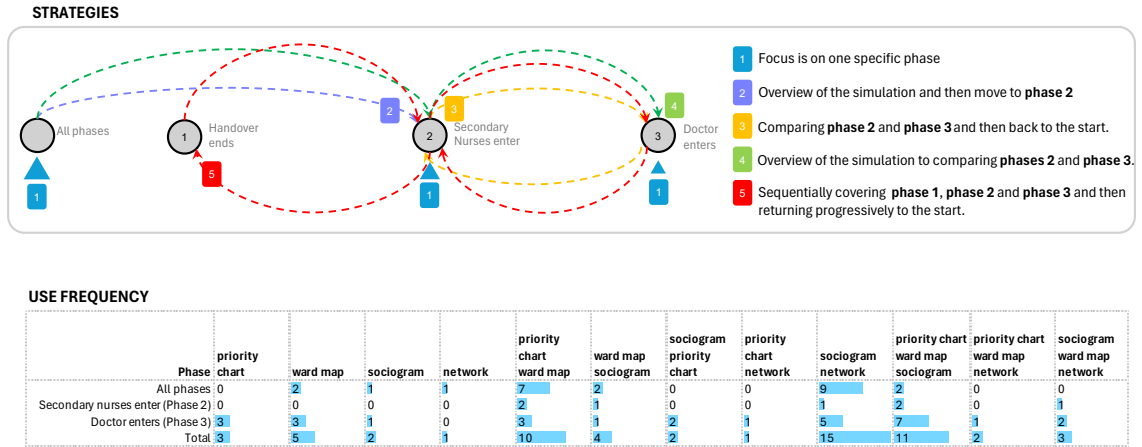 STRATEGIES
All phases
1
Handover
ends
2
Secondary
Nurses enter
3
Doctor
enters
2
3
4
5
1
1
1
1 Focus is on one specific phase
2 Overview of the simulation and then move to phase 2
3 Comparing phase 2 and phase 3 and then back to the start.
4 Overview of the simulation to comparing phases 2 and phase 3.
5 Sequentially covering phase 1, phase 2 and phase 3 and then
returning progressively to the start.
USE FREQUENCY
Phase priority chart ward map sociogram network priority chart ward map ward map sociogram sociogram priority chart priority chart network sociogram network priority chart ward map sociogram priority chart ward map network sociogram ward map network
All phases 0 2 1 1 7 2 0 0 9 2 0 0
Secondary nurses enter (Phase 2) 0 0 0 0 2 1 0 0 1 2 0 1
Doctor enters (Phase 3) 3 3 1 0 3 1 2 1 5 7 1 2
Total 3 5 2 1 10 4 2 1 15 11 2 3